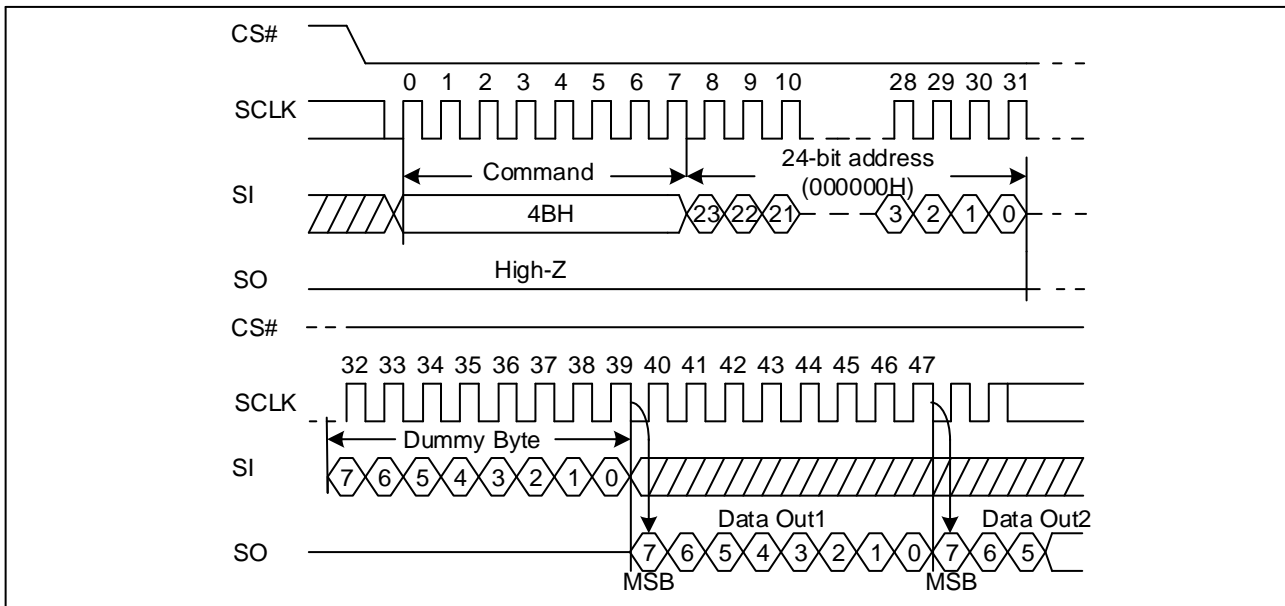 CS#
0 1 2 3 4 5 6 7 8 9 10 28 29 30 31
SCLK
Command
24-bit address
(000000H)
SI
4BH
23 22 21 3 2 1 0
High-Z
SO
CS#
32 33 34 35 36 37 38 39 40 41 42 43 44 45 46 47
SCLK
Dummy Byte
SI
7 6 5 4 3 2 1 0
Data Out1 Data Out2
SO
7 6 5 4 3 2 1 0 7 6 5
MSB MSB